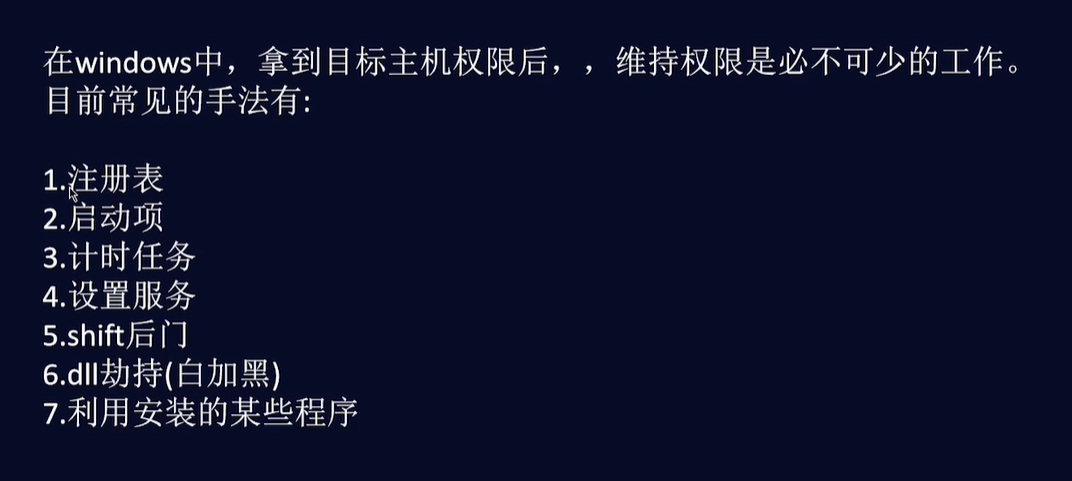 在windows中，拿到目标主机权限后，，维持权限是必不可少的工作。
目前常见的手法有:
1.注册表
2.启动项
3.计时任务
4.设置服务
5.shift后门
6.dll劫持(白加黑)
7.利用安装的某些程序